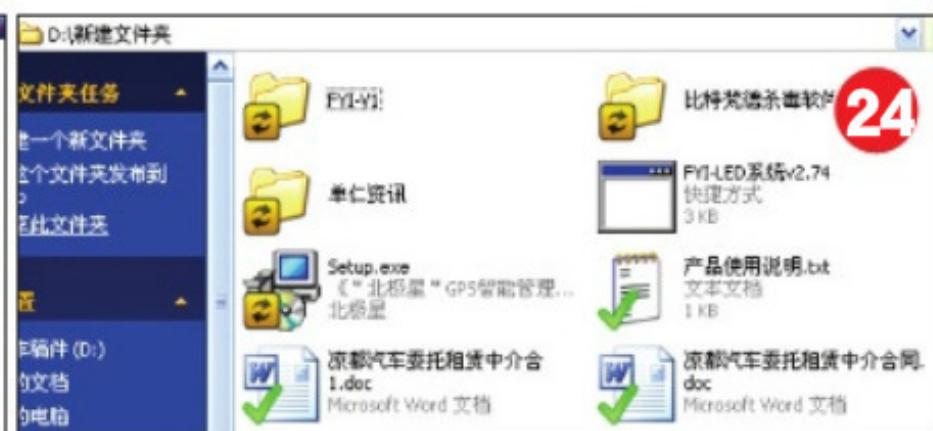 D:\新建文件夹
文件夹任务
一个新文件夹
个文件夹发布到
至此文件夹
置
车稿件 (D:)
的文档
的电脑
FYI-V1
比特梵德杀毒软件
24
单仁资讯
FYI-LED系统v2.74
快捷方式
3 KB
Setup.exe
《"北极星"GPS智能管理...
北极星
产品使用说明.txt
文本文档
1 KB
凉都汽车委托租赁中介合
1.doc
Microsoft Word 文档
凉都汽车委托租赁中介合同.
doc
Microsoft Word 文档